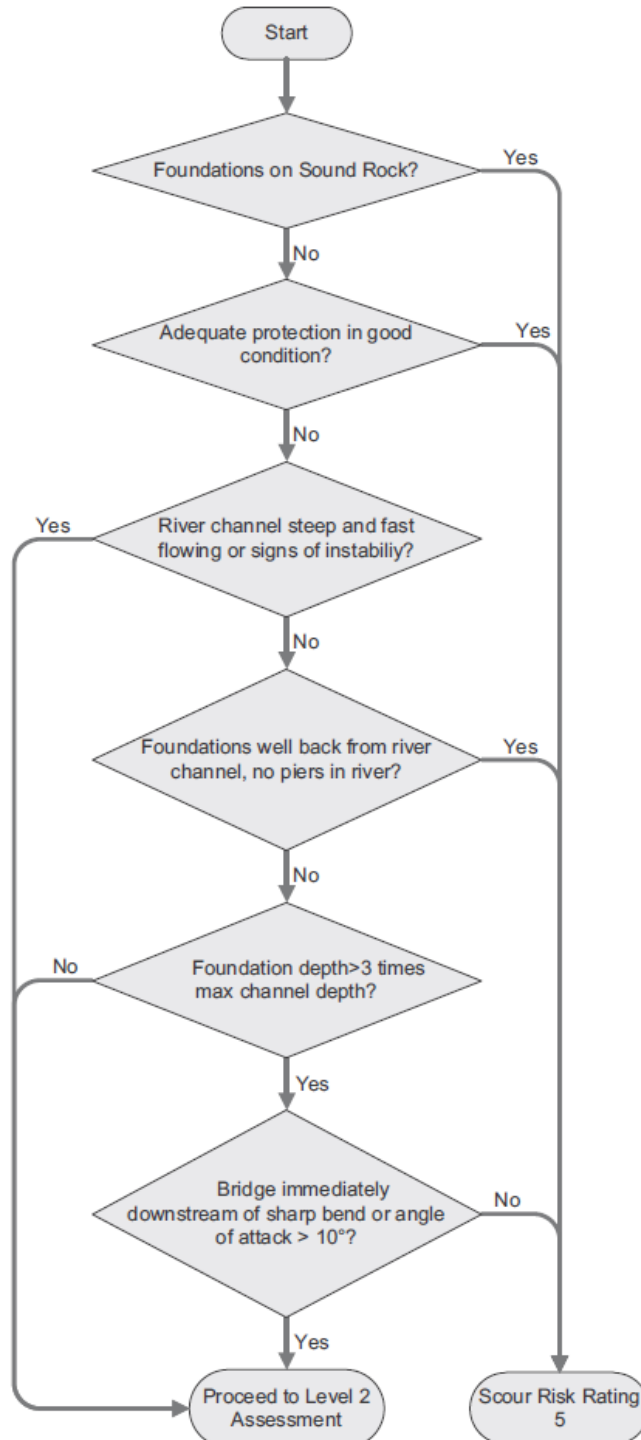 Start
Foundations on Sound Rock?
Yes
No
Adequate protection in good
condition?
Yes
No
Yes
River channel steep and fast
flowing or signs of instabiliy?
No
Foundations well back from river
channel, no piers in river?
Yes
No
No
Foundation depth>3 times
max channel depth?
Yes
Bridge immediately
downstream of sharp bend or angle
of attack > 10°?
No
Yes
Proceed to Level 2
Assessment
Scour Risk Rating
5